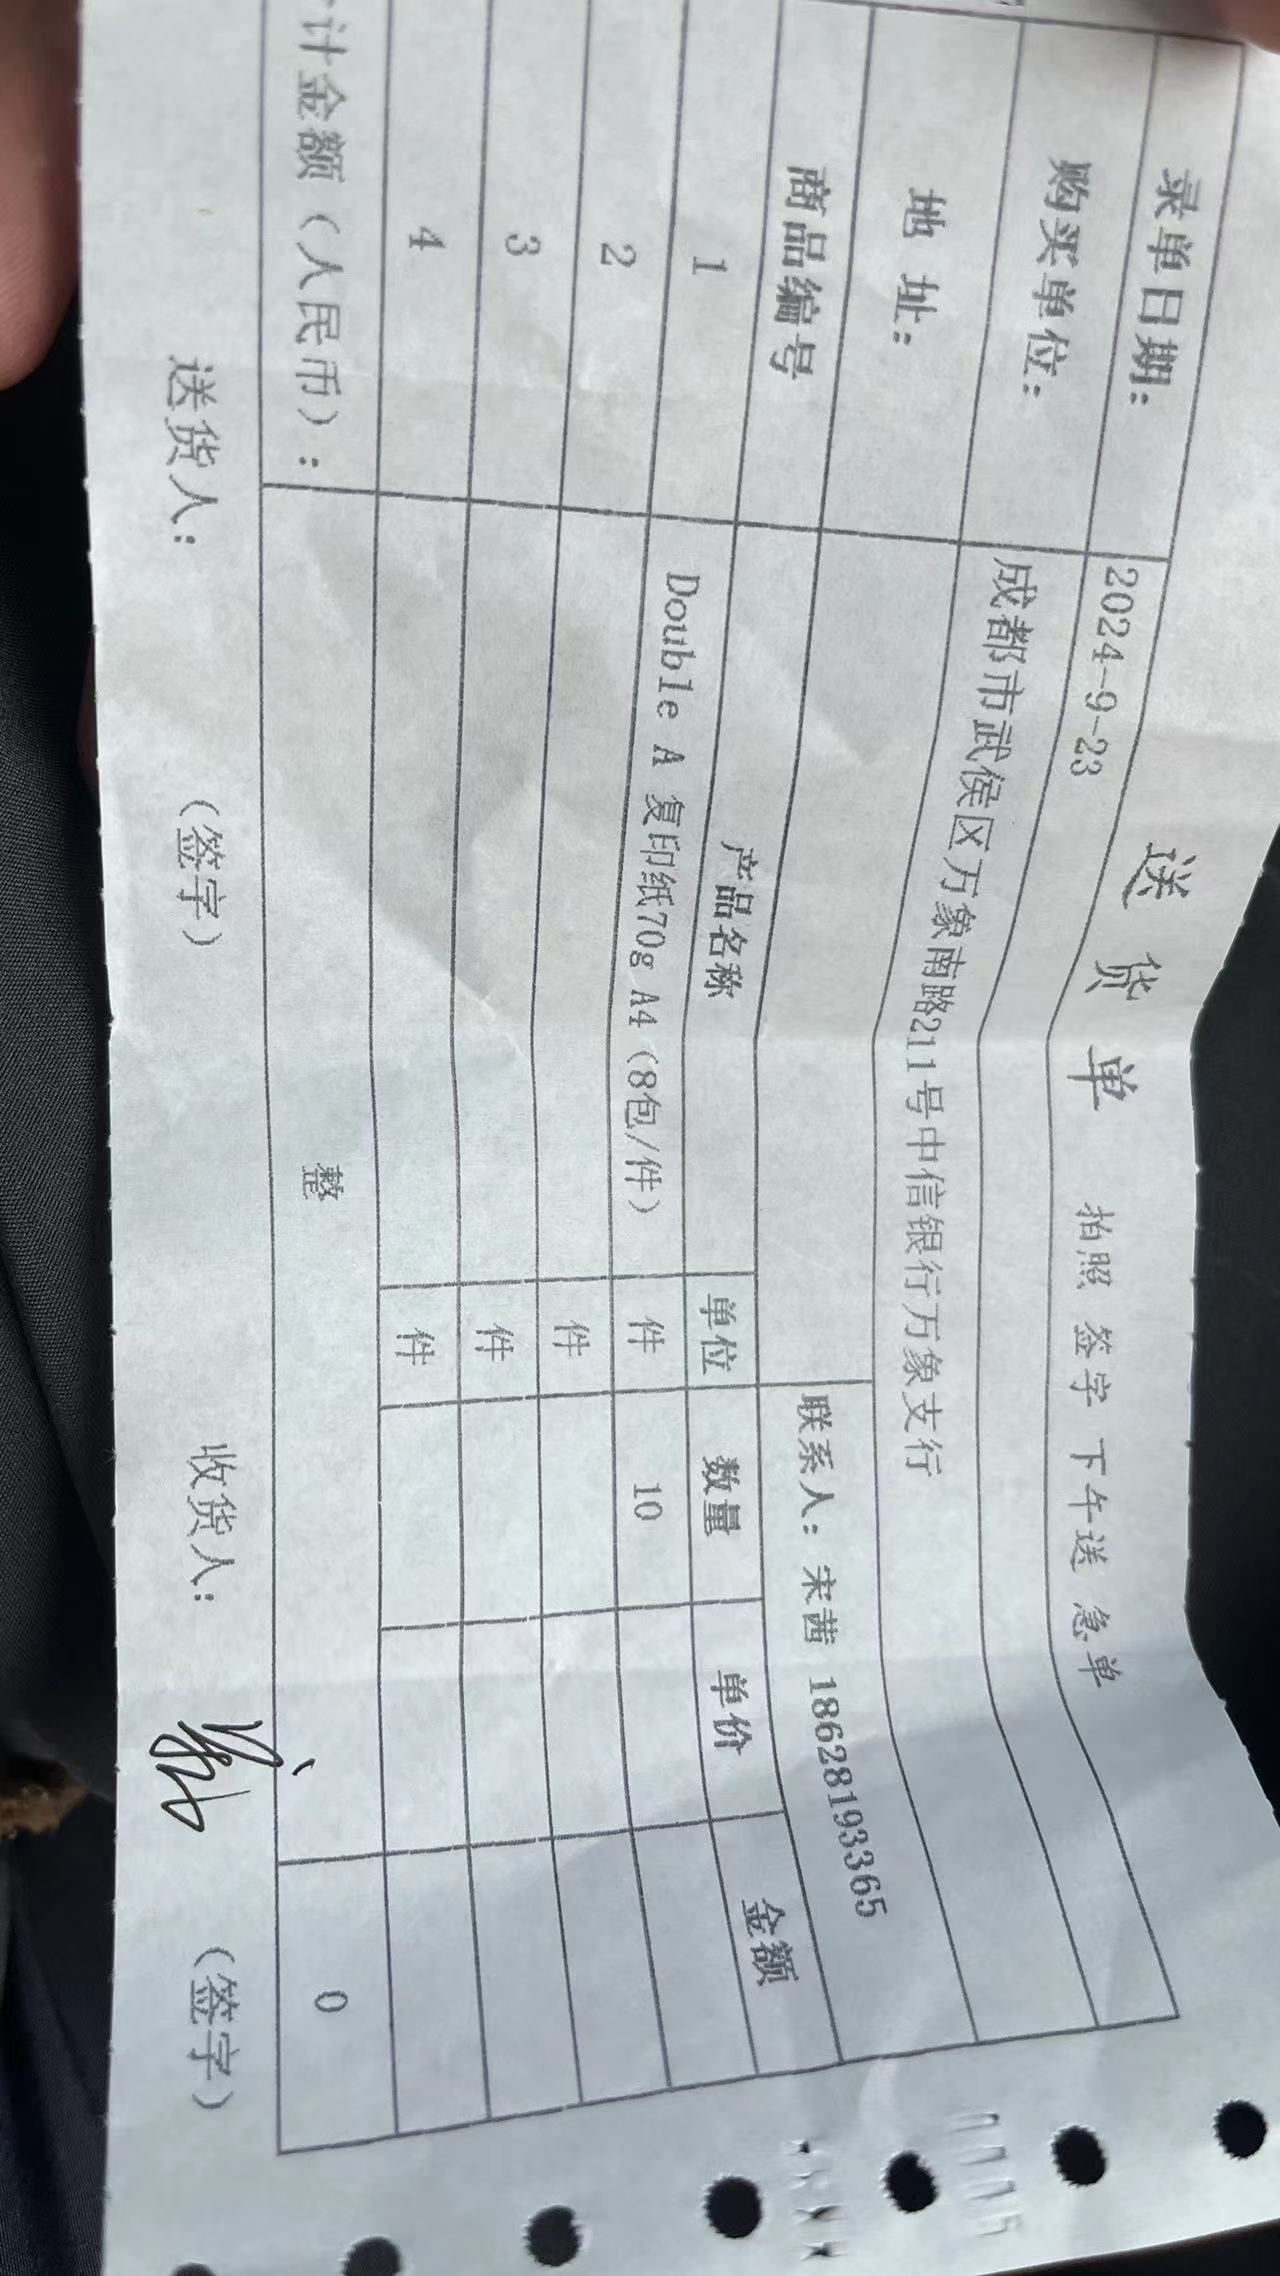 送 货 单 拍照 签字 下午送 急单
录单日期: 2024-9-23
购买单位: 成都市武侯区万象南路211号中信银行万象支行
地 址: 联系人: 宋茜 18628193365
商品编号 产品名称 单位 数量 单价 金额
1 Double A 复印纸70g A4（8包/件） 件 10
2 件
3 件
4 件
计金额（人民币）: 整 0
送货人: （签字） 收货人: （签字）